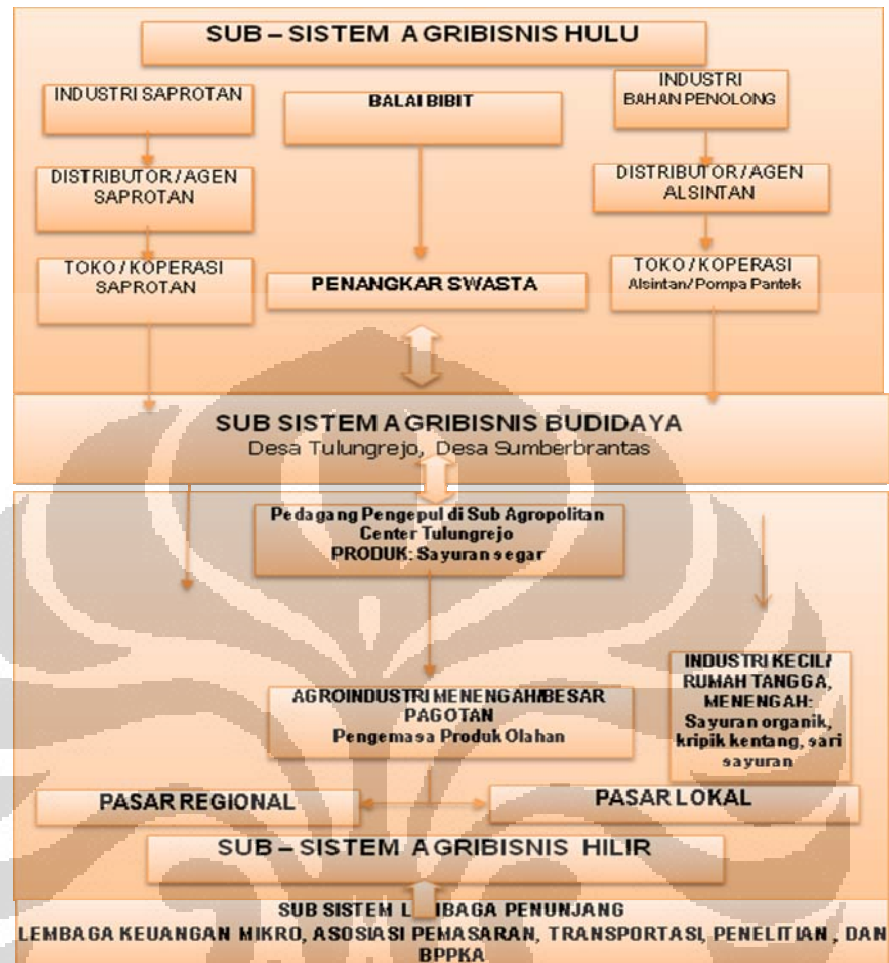 SUB – SISTEM AGRIBISNIS HULU
INDUSTRI SAPROTAN
DISTRIBUTOR / AGEN
SAPROTAN
TOKO / KOPERASI
SAPROTAN
BALAI BIBIT
PENANGKAR SWASTA
INDUSTRI
BAHAN PENOLONG
DISTRIBUTOR / AGEN
ALSINTAN
TOKO / KOPERASI
Alsintan/Pompa Pantek
SUB SISTEM AGRIBISNIS BUDIDAYA
Desa Tulungrejo, Desa Sumberbrantas
Pedagang Pengepul di Sub Agropolitan
Center Tulungrejo
PRODUK: Sayuran segar
AGROINDUSTRI MENENGAH/BESAR
PAGOTAN
Pengemasa Produk Olahan
INDUSTRI KECIL/
RUMAH TANGGA,
MENENGAH:
Sayuran organik,
kripik kentang, sari
sayuran
PASAR REGIONAL
PASAR LOKAL
SUB – SISTEM AGRIBISNIS HILIR
SUB SISTEM PENUNJANG
LEMBAGA KEUANGAN MIKRO, ASOSIASI PEMASARAN, TRANSPORTASI, PENELITIAN , DAN
BPPKA